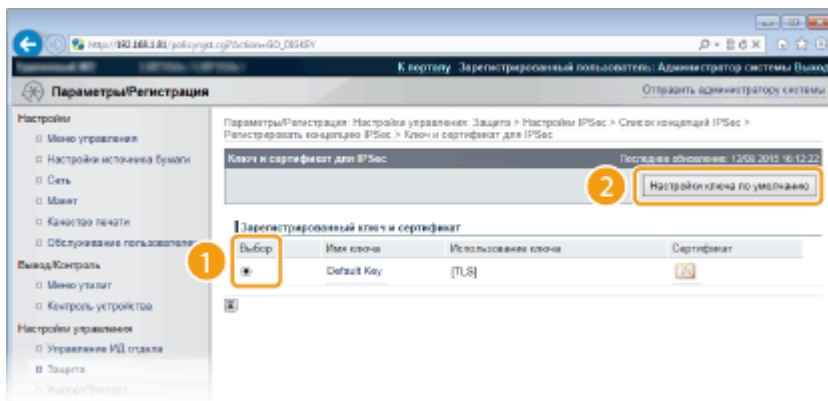 К порталу Зарегистрированный пользователь: Администратор системы Выход
Параметры/Регистрация
Отправить администратору системы
Настройки
Меню управления
Настройки источника бумаги
Сеть
Макет
Качество печати
Обслуживание пользователем
Вывод/Контроль
Меню утилит
Контроль устройства
Настройки управления
Управление ИД отдела
Защита
Импорт/Экспорт
Параметры/Регистрация: Настройки управления: Защита > Настройки IPSec > Список концепций IPSec >
Регистрировать концепцию IPSec > Ключ и сертификат для IPSec
Ключ и сертификат для IPSec
Последнее обновление: 12/08 2015 16:12:22
2
Настройки ключа по умолчанию
Зарегистрированный ключ и сертификат
1
Выбор Имя ключа Использование ключа Сертификат
Default Key [TLS]